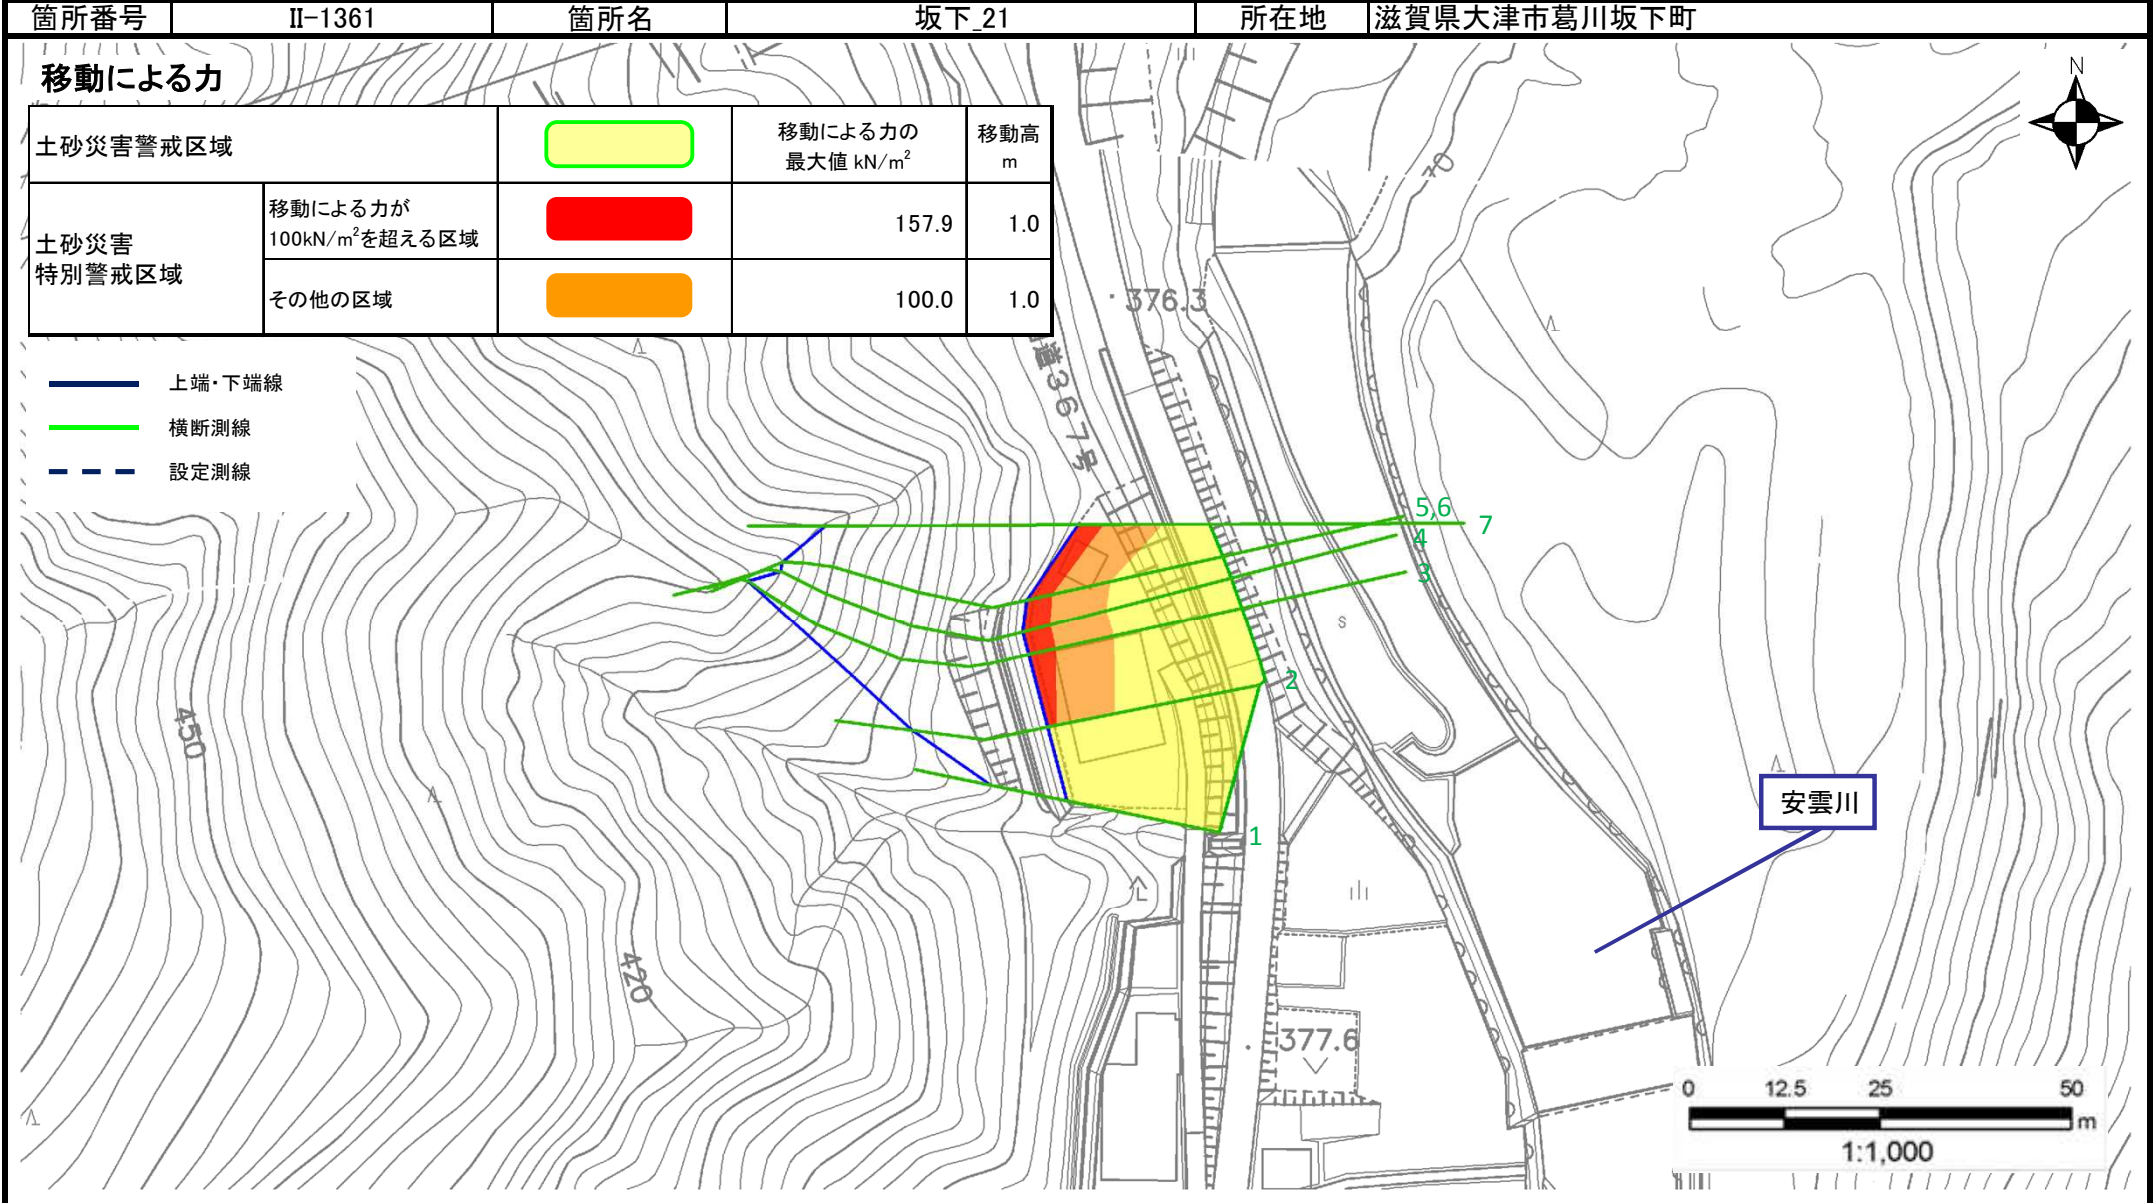 箇所番号 II-1361 箇所名 坂下_21 所在地 滋賀県大津市葛川坂下町
移動による力
N
土砂災害警戒区域
移動による力の
最大値 kN/m²
移動高
m
土砂災害
特別警戒区域
移動による力が
100kN/m²を超える区域
157.9 1.0
その他の区域
100.0 1.0
上端・下端線
横断測線
設定測線
376.3
道367号
5,6
7
4
3
2
1
s
450
420
安雲川
377.6
0 12.5 25 50
m
1:1,000